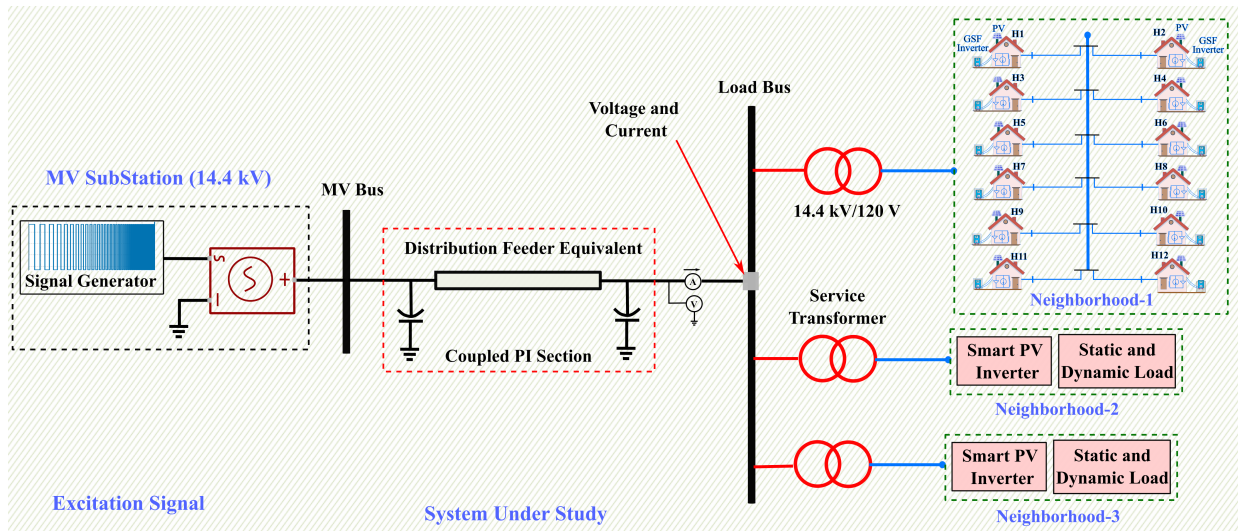 MV SubStation (14.4 kV)
Signal Generator
S
S
+
−
MV Bus
Distribution Feeder Equivalent
Coupled PI Section
A
V
Voltage and
Current
Load Bus
14.4 kV/120 V
Service
Transformer
PV
H1
GSF
Inverter
H2
PV
GSF
Inverter
H3
H4
H5
H6
H7
H8
H9
H10
H11
H12
Neighborhood-1
Smart PV
Inverter
Static and
Dynamic Load
Neighborhood-2
Smart PV
Inverter
Static and
Dynamic Load
Neighborhood-3
Excitation Signal
System Under Study